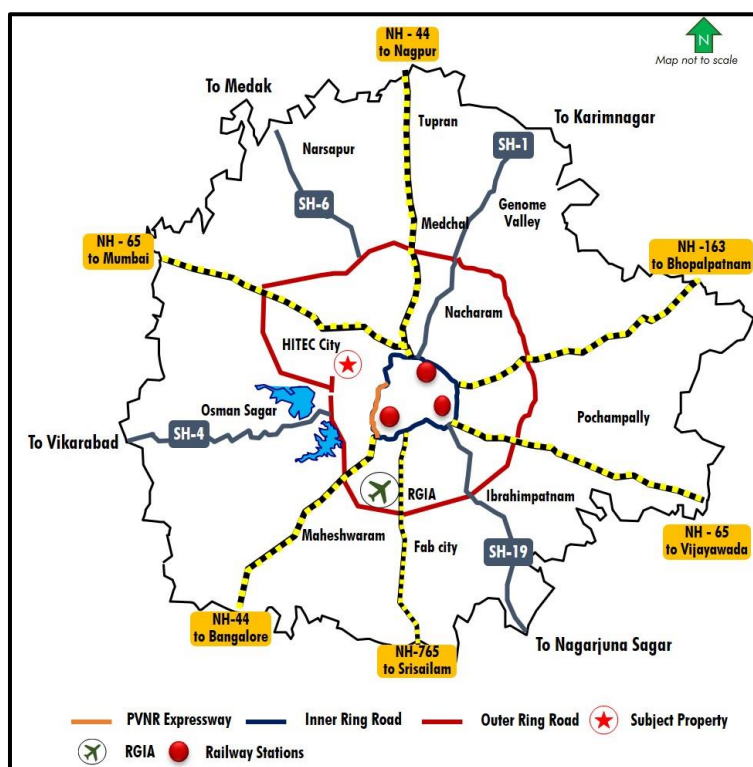 NH - 44
to Nagpur
N
Map not to scale
To Medak
Tupran
To Karimnagar
Narsapur
SH-1
Genome
Valley
SH-6
Medchal
NH - 65
to Mumbai
NH -163
to Bhopalpatnam
Nacharam
HITEC City
Osman Sagar
Pochampally
To Vikarabad
SH-4
RGIA
Ibrahimpatnam
Maheshwaram
Fab city
SH-19
NH - 65
to Vijayawada
NH-44
to Bangalore
NH-765
to Srisailam
To Nagarjuna Sagar
PVNR Expressway
Inner Ring Road
Outer Ring Road
Subject Property
RGIA
Railway Stations